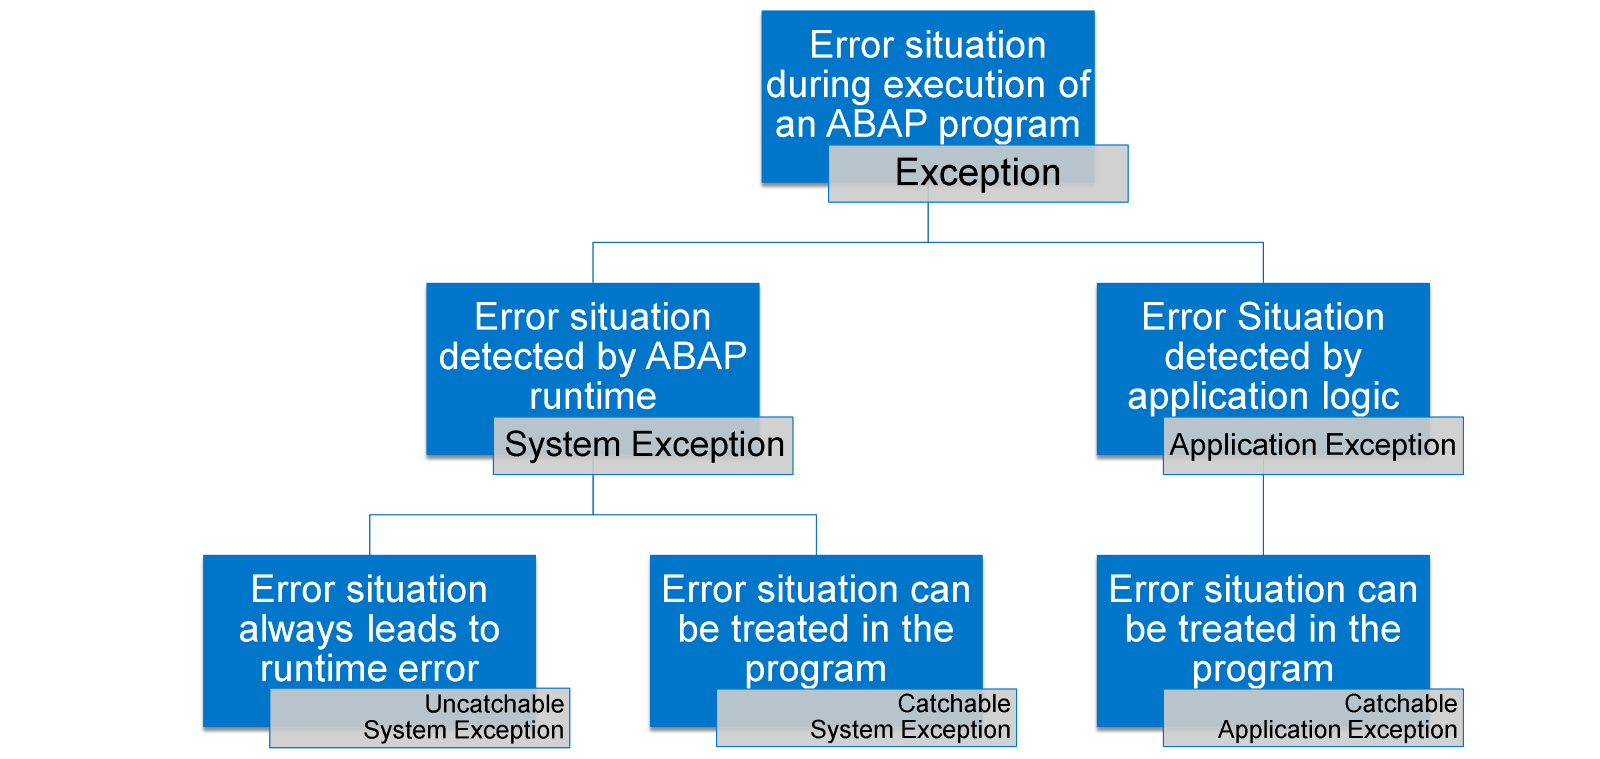 Error situation
during execution of
an ABAP program
Exception
Error situation
detected by ABAP
runtime
System Exception
Error Situation
detected by
application logic
Application Exception
Error situation
always leads to
runtime error
Uncatchable
System Exception
Error situation can
be treated in the
program
Catchable
System Exception
Error situation can
be treated in the
program
Catchable
Application Exception